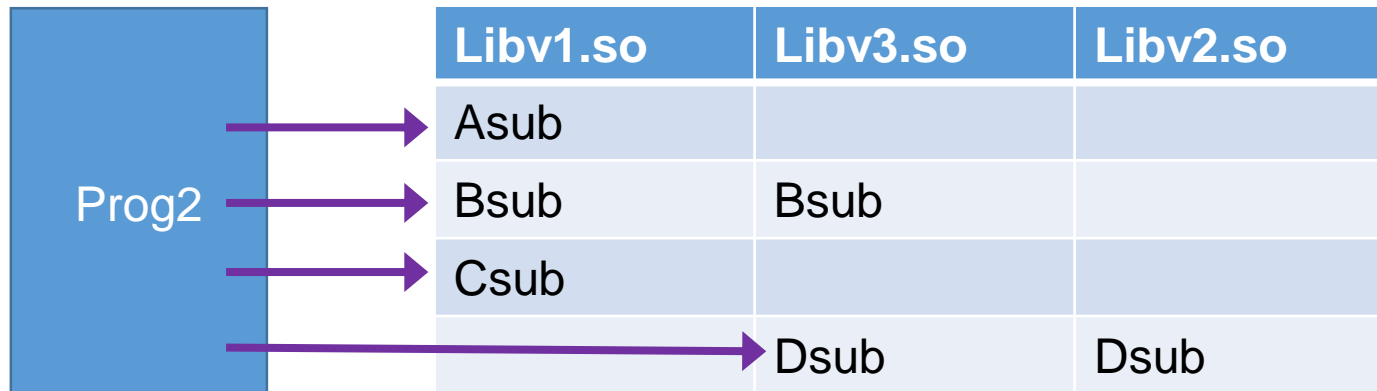 Libv1.so Libv3.so Libv2.so
Asub
Prog2 Bsub Bsub
Csub
Dsub Dsub